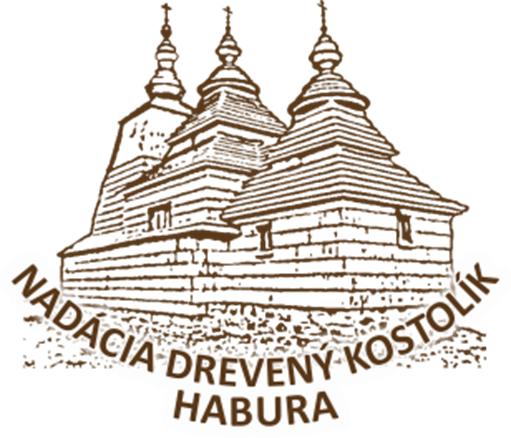 NADÁCIA DREVENÝ KOSTOLÍK
HABURA